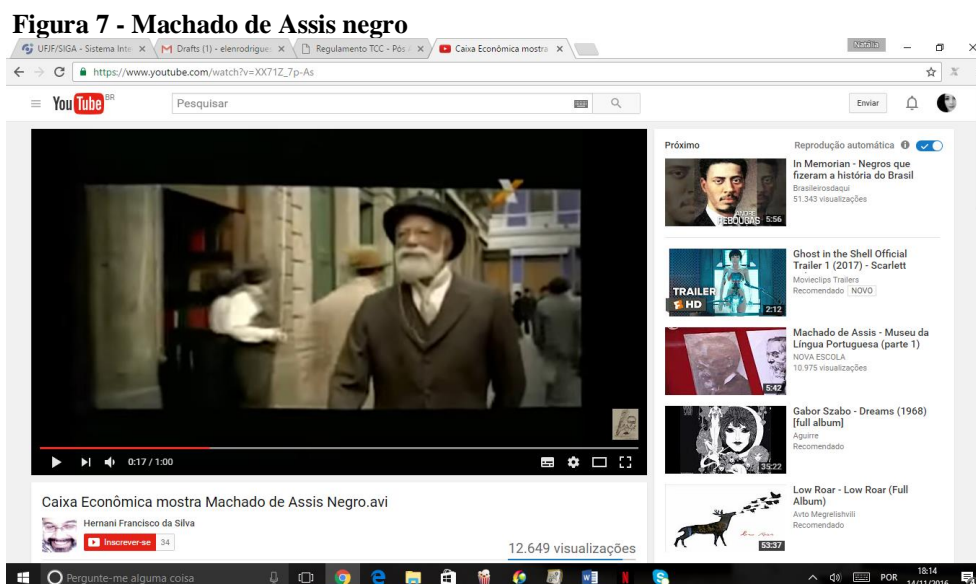 Figura 7 - Machado de Assis negro
UFJF/SIGA - Sistema Inte
Drafts (1) - elenrodrigue
Regulamento TCC - Pós
Caixa Econômica mostra
Natália
https://www.youtube.com/watch?v=XX71Z_7p-As
YouTube BR
Pesquisar
Enviar
0:17 / 1:00
Caixa Econômica mostra Machado de Assis Negro.avi
Hernani Francisco da Silva
Inscrever-se 34
12.649 visualizações
Próximo
Reprodução automática
ANDRÉ
REBOUÇAS
5:56
In Memorian - Negros que
fizeram a história do Brasil
Brasileirosdaqui
51.343 visualizações
TRAILER
HD
2:12
Ghost in the Shell Official
Trailer 1 (2017) - Scarlett
Movieclips Trailers
Recomendado NOVO
5:42
Machado de Assis - Museu da
Língua Portuguesa (parte 1)
NOVA ESCOLA
10.975 visualizações
35:22
Gabor Szabo - Dreams (1968)
[full album]
Aguirre
Recomendado
53:37
Low Roar - Low Roar (Full
Album)
Avto Megrelishvili
Recomendado
Pergunte-me alguma coisa
POR
18:14
14/11/2016